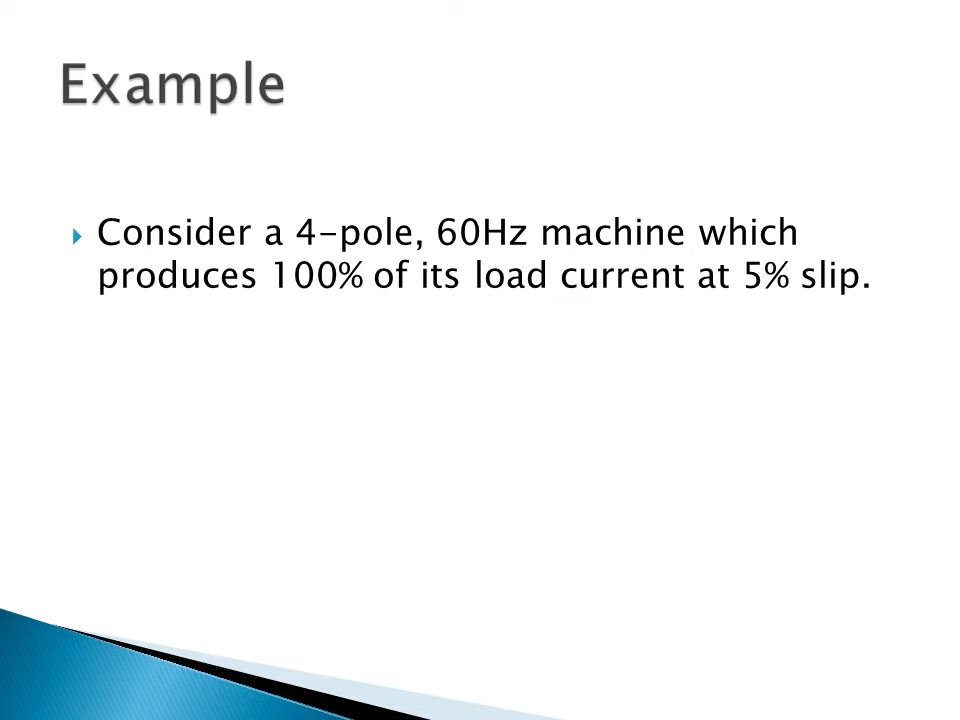 Example
Consider a 4-pole, 60Hz machine which
produces 100% of its load current at 5% slip.